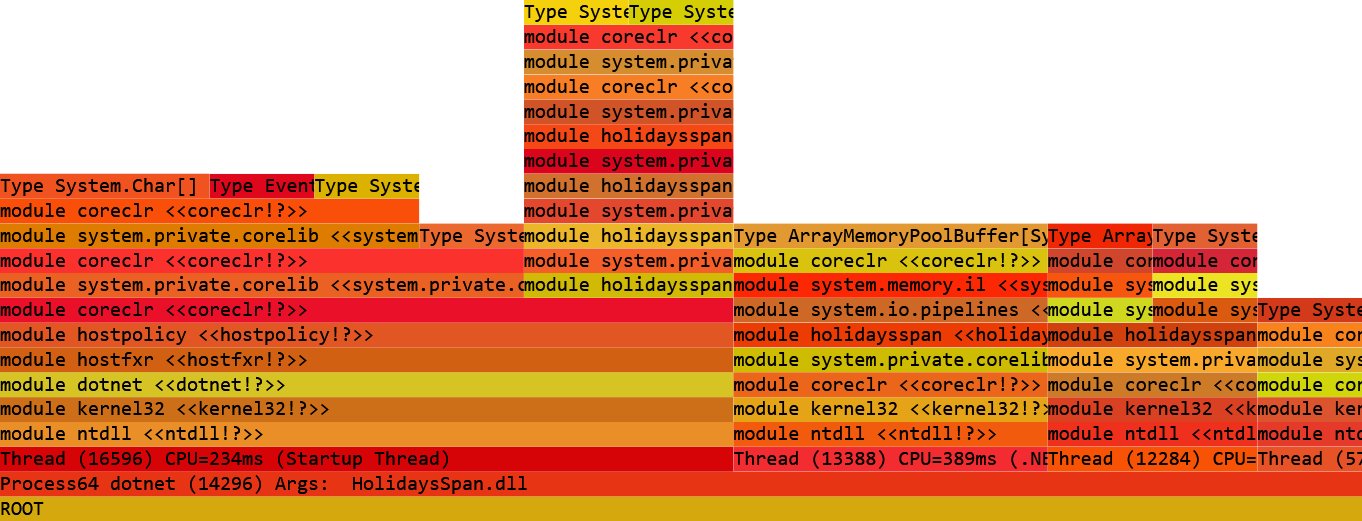 Type Syste Type Syste
module coreclr <<co
module system.priva
module coreclr <<co
module system.priva
module holidaysspan
module system.priva
Type System.Char[] Type Event Type Syste module holidaysspan
module coreclr <<coreclr!?>> module system.priva
module system.private.corelib <<system Type Syste module holidaysspan Type ArrayMemoryPoolBuffer[Sy Type Array Type Syste
module coreclr <<coreclr!?>> module system.priva module coreclr <<coreclr!?>> module cor module cor
module system.private.corelib <<system.private.c module holidaysspan module system.memory.il <<sys module sys module sys
module coreclr <<coreclr!?>> module system.io.pipelines << module sys module sys Type Syste
module hostpolicy <<hostpolicy!?>> module holidaysspan <<holiday module holidaysspan module cor
module hostfxr <<hostfxr!?>> module system.private.corelib module system.priva module sys
module dotnet <<dotnet!?>> module coreclr <<coreclr!?>> module coreclr <<co module cor
module kernel32 <<kernel32!?>> module kernel32 <<kernel32!?> module kernel32 <<k module ker
module ntdll <<ntdll!?>> module ntdll <<ntdll!?>> module ntdll <<ntdl module ntd
Thread (16596) CPU=234ms (Startup Thread) Thread (13388) CPU=389ms (.NE Thread (12284) CPU= Thread (57
Process64 dotnet (14296) Args: HolidaysSpan.dll
ROOT